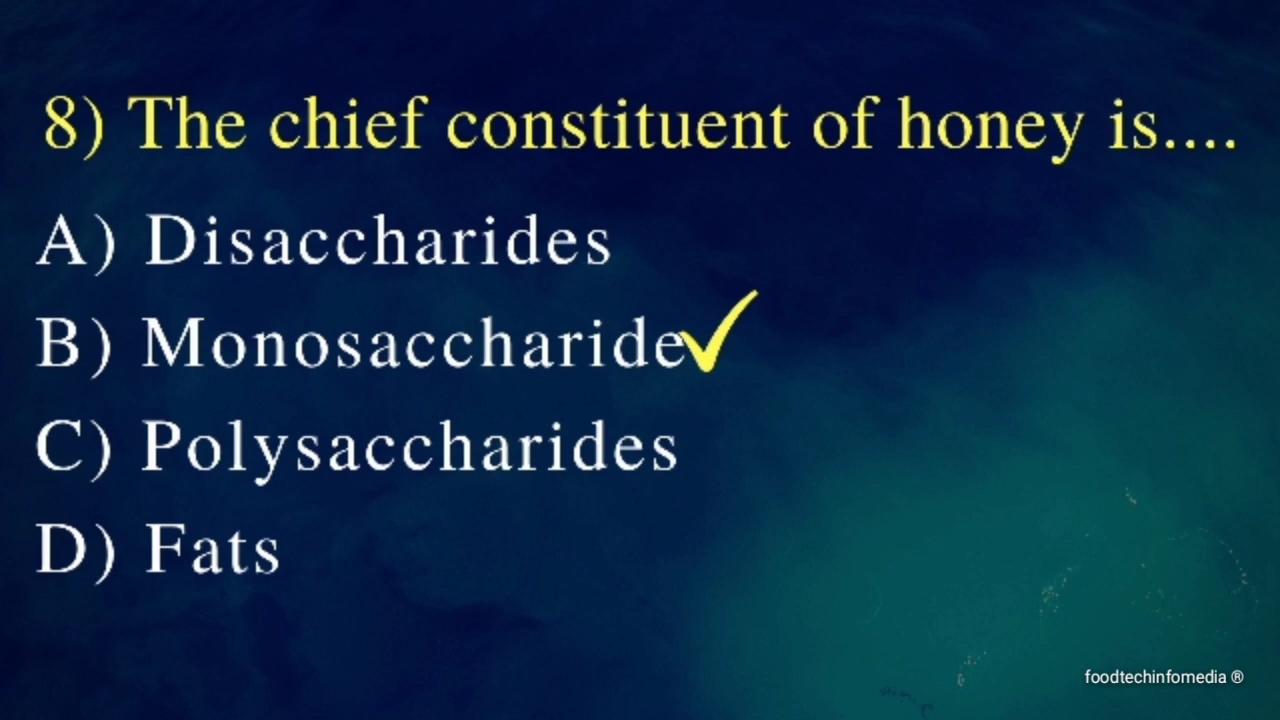 8) The chief constituent of honey is....
A) Disaccharides
B) Monosaccharide
C) Polysaccharides
D) Fats
foodtechinfomedia ®